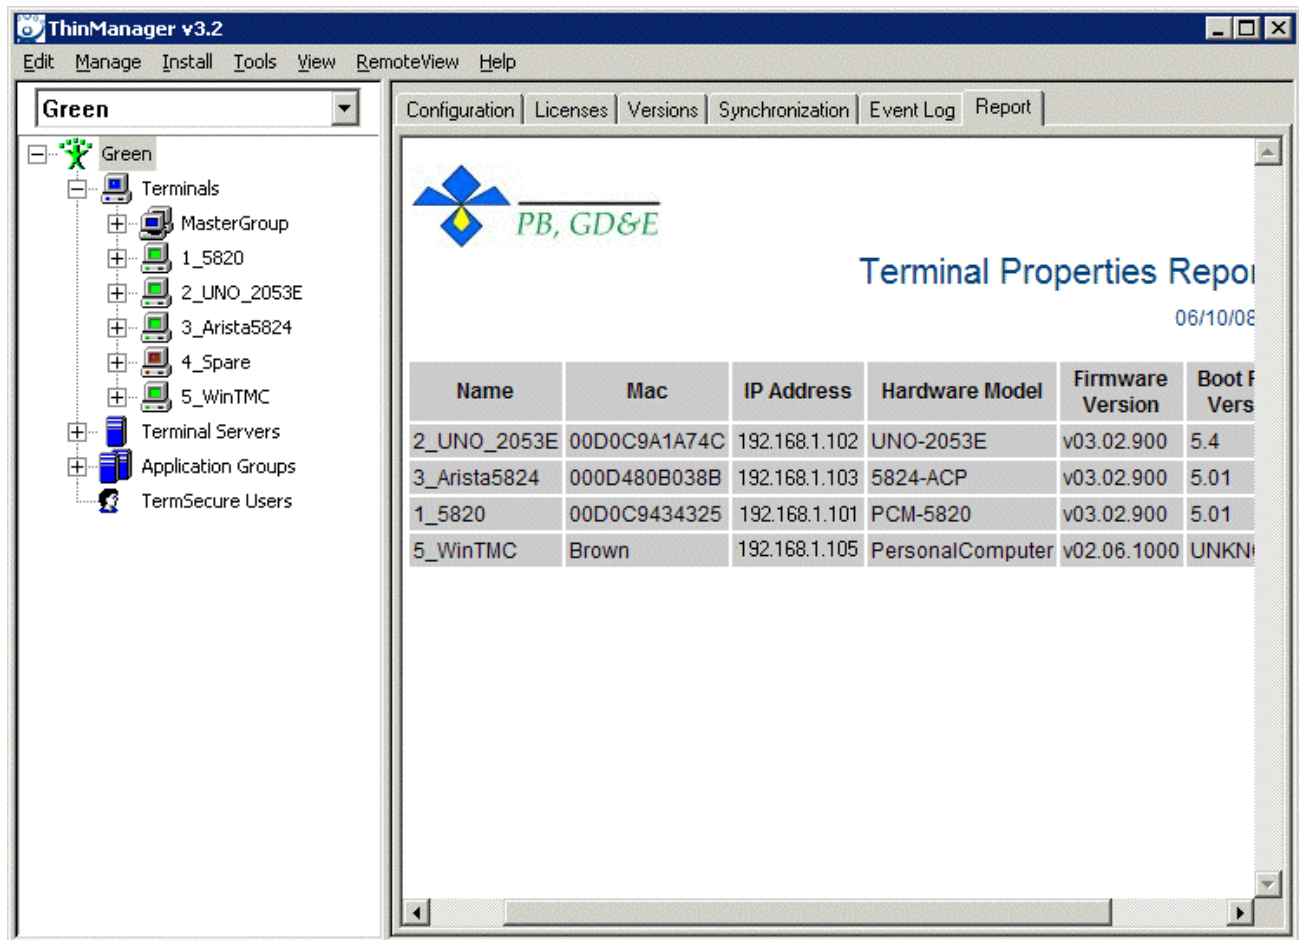 ThinManager v3.2
Edit Manage Install Tools View RemoteView Help
Green
Green
Terminals
MasterGroup
1_5820
2_UNO_2053E
3_Arista5824
4_Spare
5_WinTMC
Terminal Servers
Application Groups
TermSecure Users
Configuration Licenses Versions Synchronization Event Log Report
PB, GD&E
Terminal Properties Repor
06/10/08
Name Mac IP Address Hardware Model Firmware Version Boot Vers
2_UNO_2053E 00D0C9A1A74C 192.168.1.102 UNO-2053E v03.02.900 5.4
3_Arista5824 000D480B038B 192.168.1.103 5824-ACP v03.02.900 5.01
1_5820 00D0C9434325 192.168.1.101 PCM-5820 v03.02.900 5.01
5_WinTMC Brown 192.168.1.105 PersonalComputer v02.06.1000 UNKN